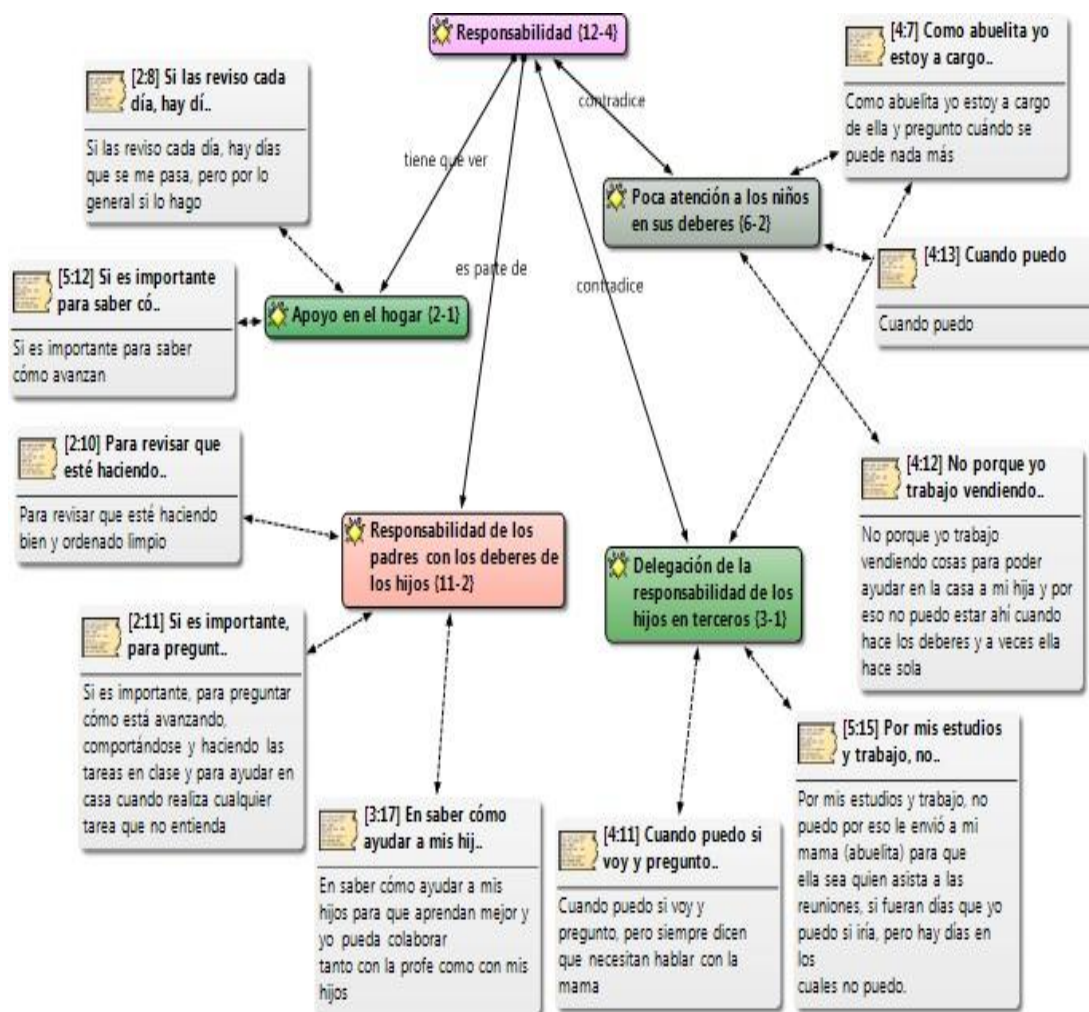 Responsabilidad {12-4}
[4:7] Como abuelita yo
estoy a cargo..
Como abuelita yo estoy a cargo
de ella y pregunto cuándo se
puede nada más
[2:8] Si las reviso cada
día, hay dí..
Si las reviso cada día, hay días
que se me pasa, pero por lo
general si lo hago
contradice
tiene que ver
Poca atención a los niños
en sus deberes {6-2}
[4:13] Cuando puedo
Cuando puedo
es parte de
contradice
[5:12] Si es importante
para saber có..
Si es importante para saber
cómo avanzan
Apoyo en el hogar {2-1}
[2:10] Para revisar que
esté haciendo..
Para revisar que esté haciendo
bien y ordenado limpio
[4:12] No porque yo
trabajo vendiendo..
No porque yo trabajo
vendiendo cosas para poder
ayudar en la casa a mi hija y por
eso no puedo estar ahí cuando
hace los deberes y a veces ella
hace sola
Responsabilidad de los
padres con los deberes de
los hijos {11-2}
Delegación de la
responsabilidad de los
hijos en terceros {3-1}
[2:11] Si es importante,
para pregunt..
Si es importante, para preguntar
cómo está avanzando,
comportándose y haciendo las
tareas en clase y para ayudar en
casa cuando realiza cualquier
tarea que no entienda
[3:17] En saber cómo
ayudar a mis hij..
En saber cómo ayudar a mis
hijos para que aprendan mejor y
yo pueda colaborar
tanto con la profe como con mis
hijos
[4:11] Cuando puedo si
voy y pregunto..
Cuando puedo si voy y
pregunto, pero siempre dicen
que necesitan hablar con la
mama
[5:15] Por mis estudios
y trabajo, no..
Por mis estudios y trabajo, no
puedo por eso le envió a mi
mama (abuelita) para que
ella sea quien asista a las
reuniones, si fueran días que yo
puedo si iría, pero hay días en
los
cuales no puedo.